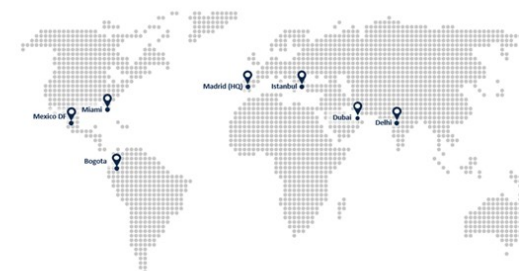 Madrid (HQ)
Istanbul
Miami
Mexico DF
Dubai
Delhi
Bogota